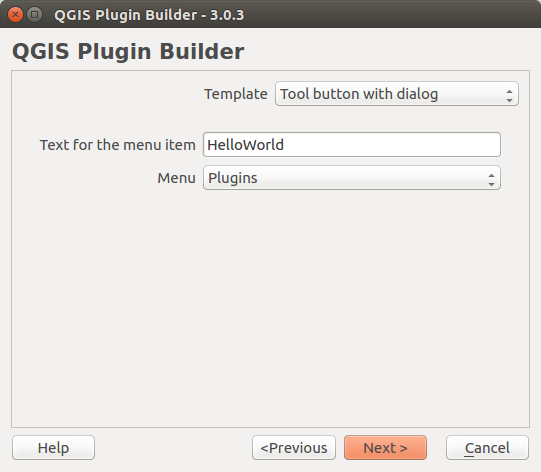 QGIS Plugin Builder - 3.0.3
QGIS Plugin Builder
Template Tool button with dialog
Text for the menu item HelloWorld
Menu Plugins
Help <Previous Next > Cancel